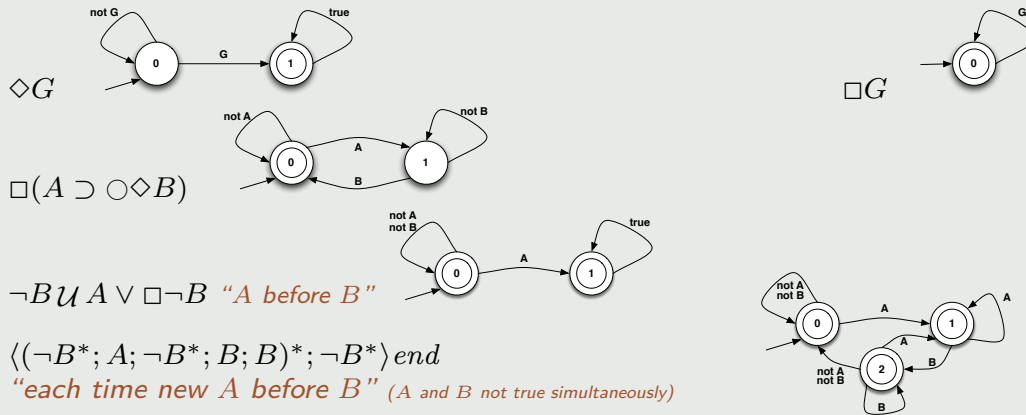 not G
true
G
0
1
◇G
G
0
□G
not A
not B
A
B
0
1
□(A ⊃ ○◇B)
not A
not B
true
A
0
1
¬B 𝒰 A ∨ □¬B "A before B"
not A
not B
A
A
A
0
1
2
B
not A
not B
B
⟨(¬B*; A; ¬B*; B; B)*; ¬B*⟩end
"each time new A before B" (A and B not true simultaneously)